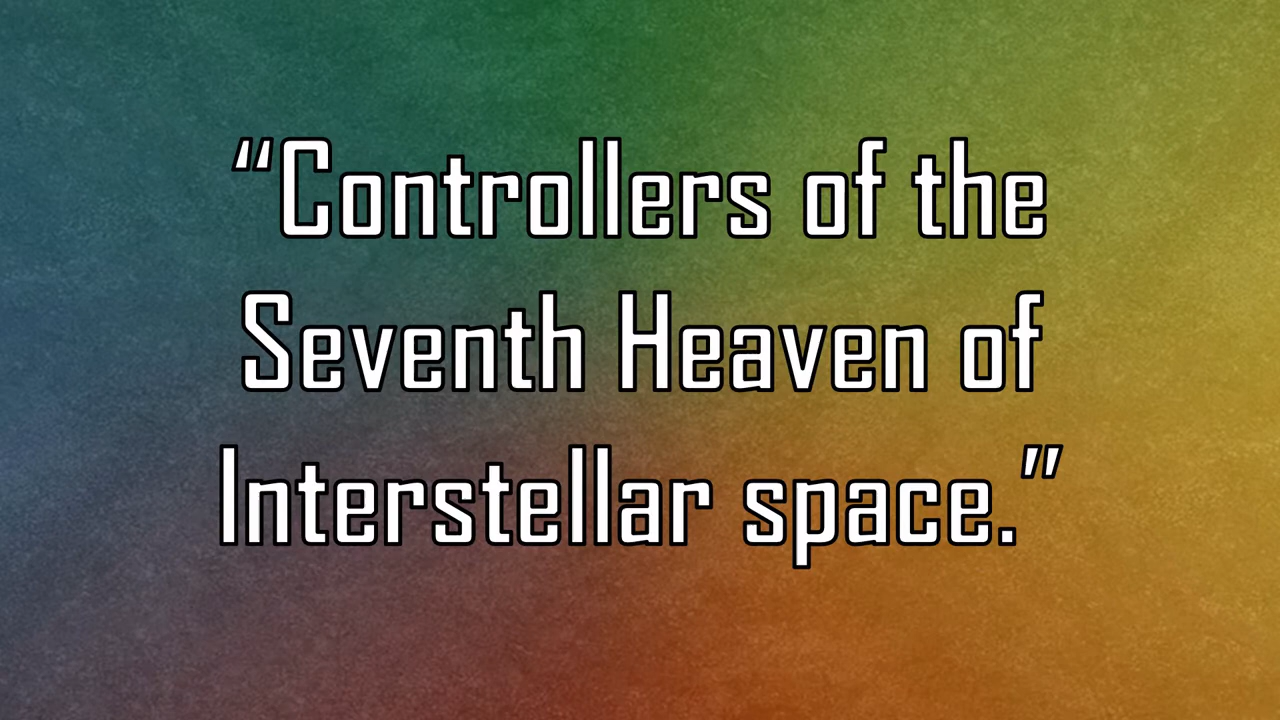 “Controllers of the
Seventh Heaven of
Interstellar space.”